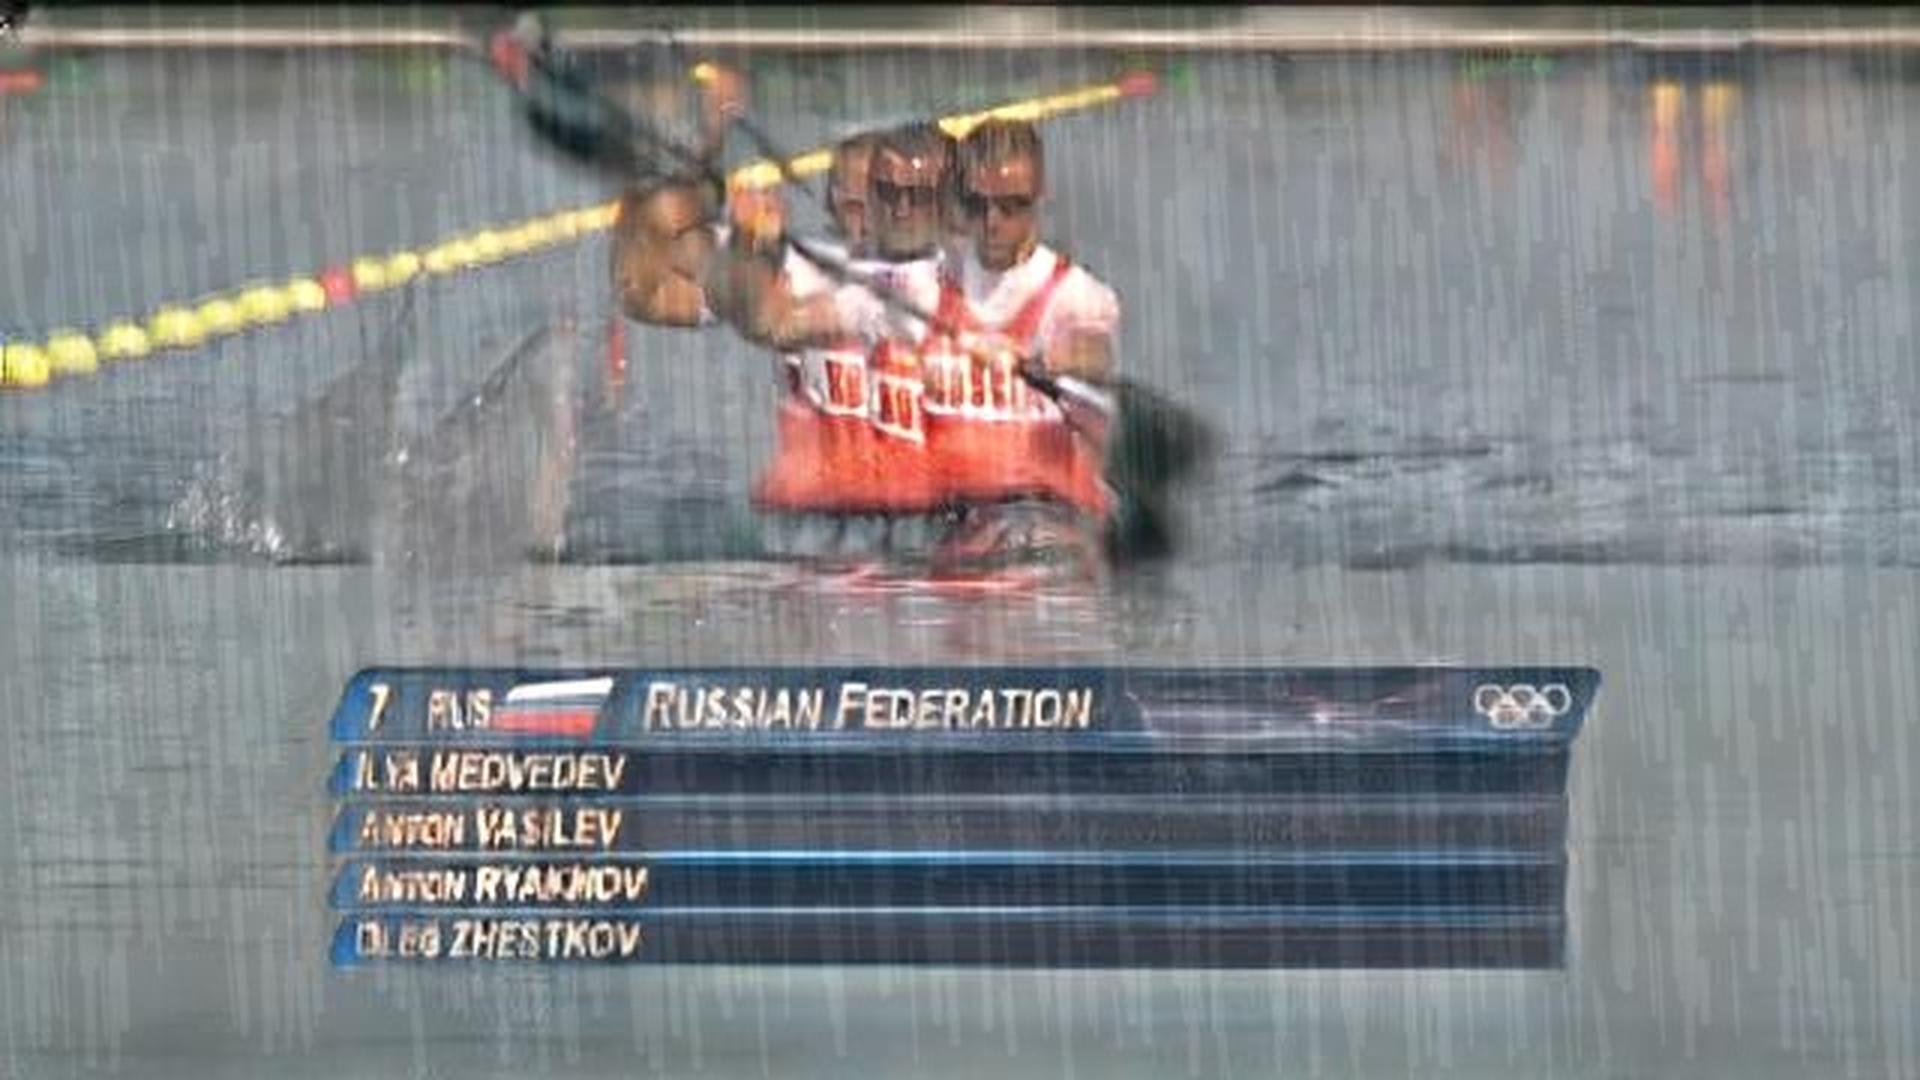 7 RUS RUSSIAN FEDERATION
ILYA MEDVEDEV
ANTON VASILEV
ANTON RYAKHOV
OLEG ZHESTKOV